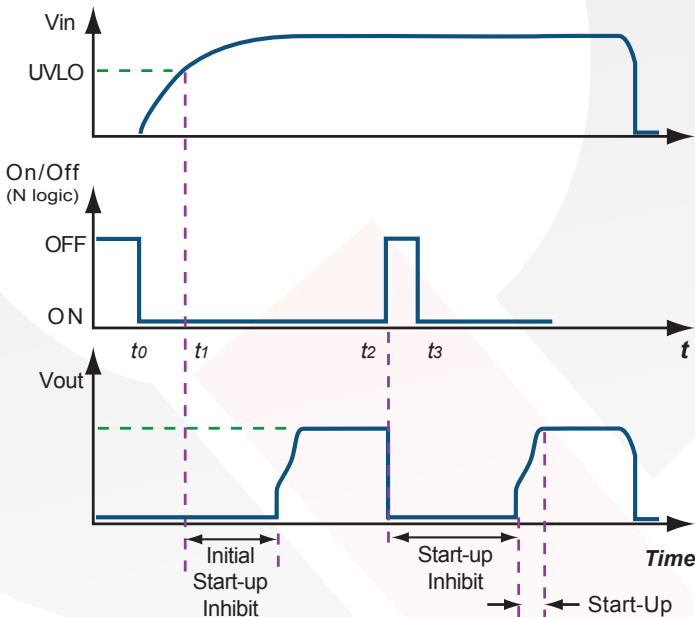 Vin
UVLO
On/Off
(N logic)
OFF
ON
t0 t1 t2 t3 t
Vout
Initial
Start-up
Inhibit
Start-up
Inhibit
Time
Start-Up